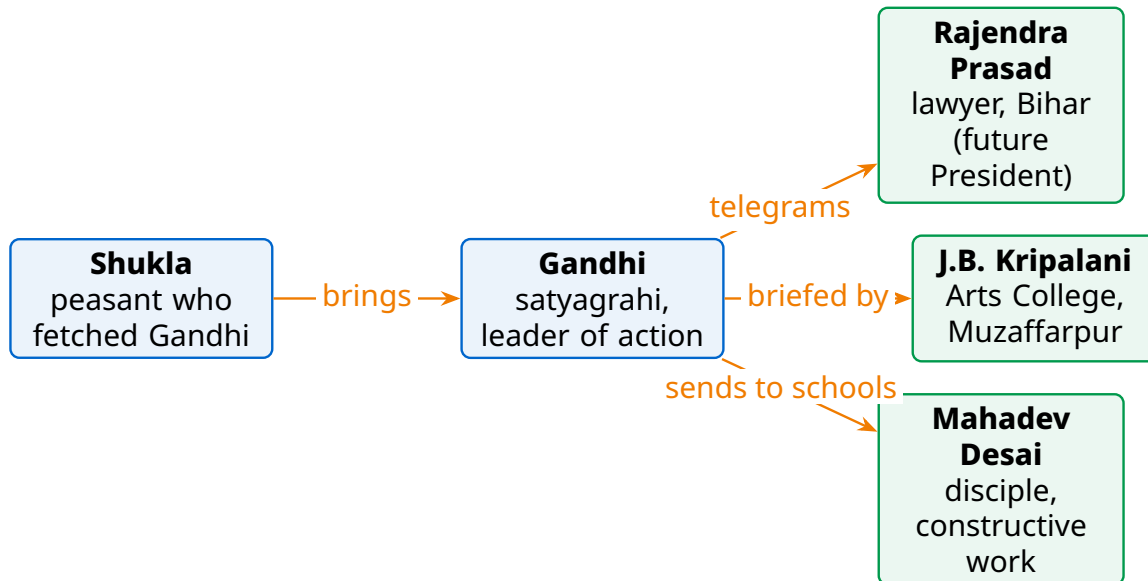 Shukla
peasant who
fetched Gandhi
brings
Gandhi
satyagrahi,
leader of action
telegrams
Rajendra
Prasad
lawyer, Bihar
(future
President)
briefed by
J.B. Kripalani
Arts College,
Muzaffarpur
sends to schools
Mahadev
Desai
disciple,
constructive
work